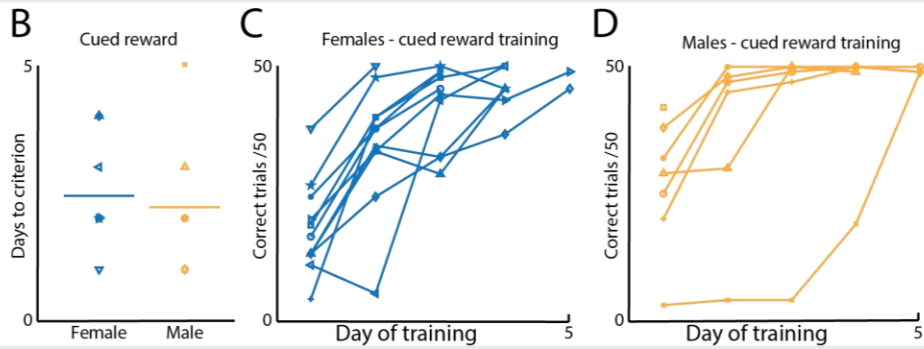 B
Cued reward
5
Days to criterion
0
Female
Male
C
Females - cued reward training
50
Correct trials /50
0
Day of training
5
D
Males - cued reward training
50
Correct trials /50
0
Day of training
5